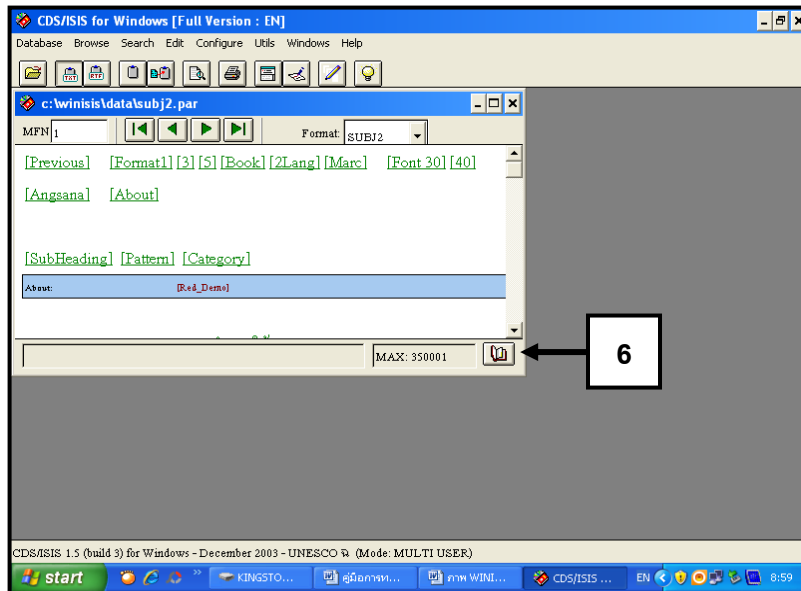 CDS/ISIS for Windows [Full Version : EN]
Database Browse Search Edit Configure Utils Windows Help
TXT RTF
c:\winisis\data\subj2.par
MFN 1 Format: SUBJ2
[Previous] [Format1] [3] [5] [Book] [2Lang] [Marc] [Font 30] [40]
[Angsana] [About]
[SubHeading] [Pattern] [Category]
About: [Red_Demo]
MAX: 350001
6
CDS/ISIS 1.5 (build 3) for Windows - December 2003 - UNESCO (Mode: MULTI USER)
start KINGSTO... คู่มือการท... ภาพ WINI... CDS/ISIS ... EN 8:59